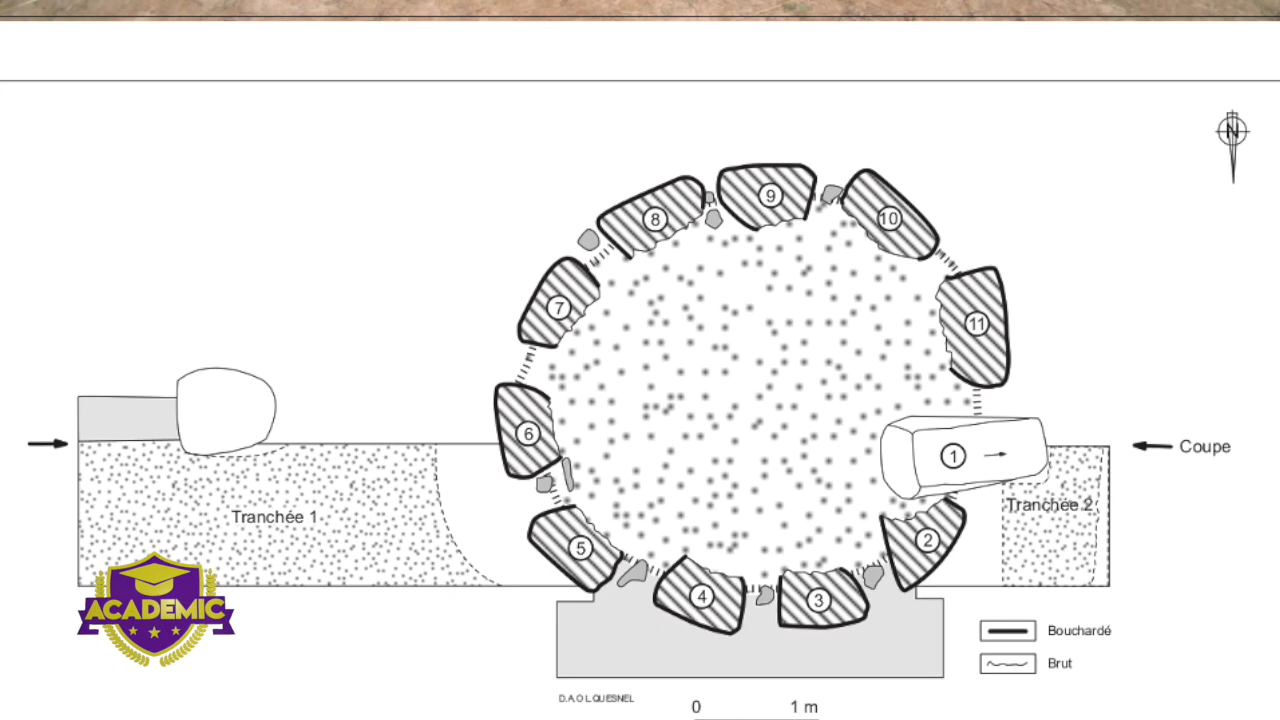 N
9
8
10
7
11
6
1
Coupe
Tranchée 1
Tranchée 2
2
5
4
3
ACADEMIC
Bouchardé
Brut
D.A.O L.QUESNEL
0 1 m